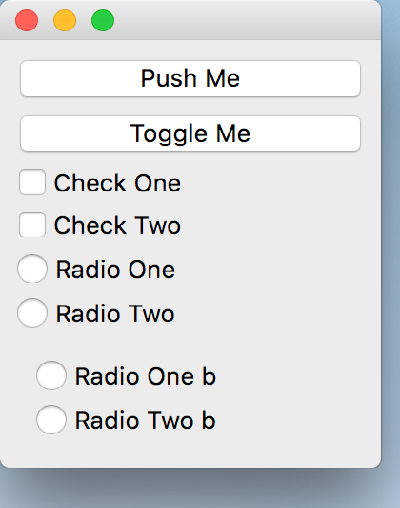 Push Me
Toggle Me
Check One
Check Two
Radio One
Radio Two
Radio One b
Radio Two b